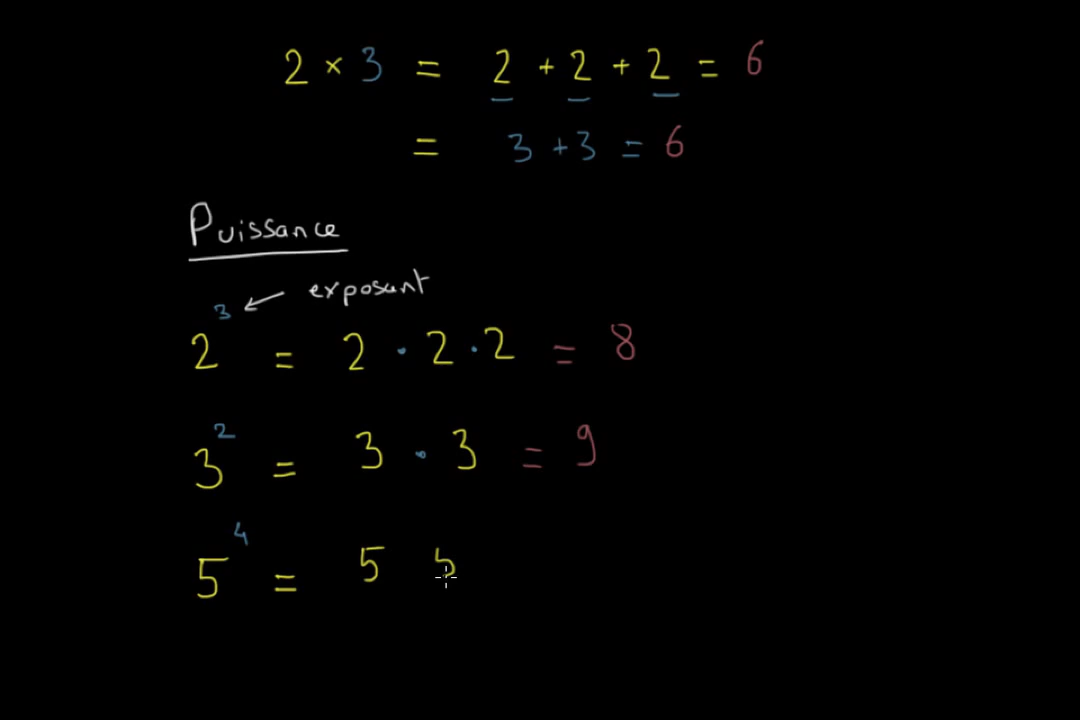 2 × 3 = 2 + 2 + 2 = 6
= 3 + 3 = 6
Puissance
exposant
2³ = 2 · 2 · 2 = 8
3² = 3 · 3 = 9
5⁴ = 5 5